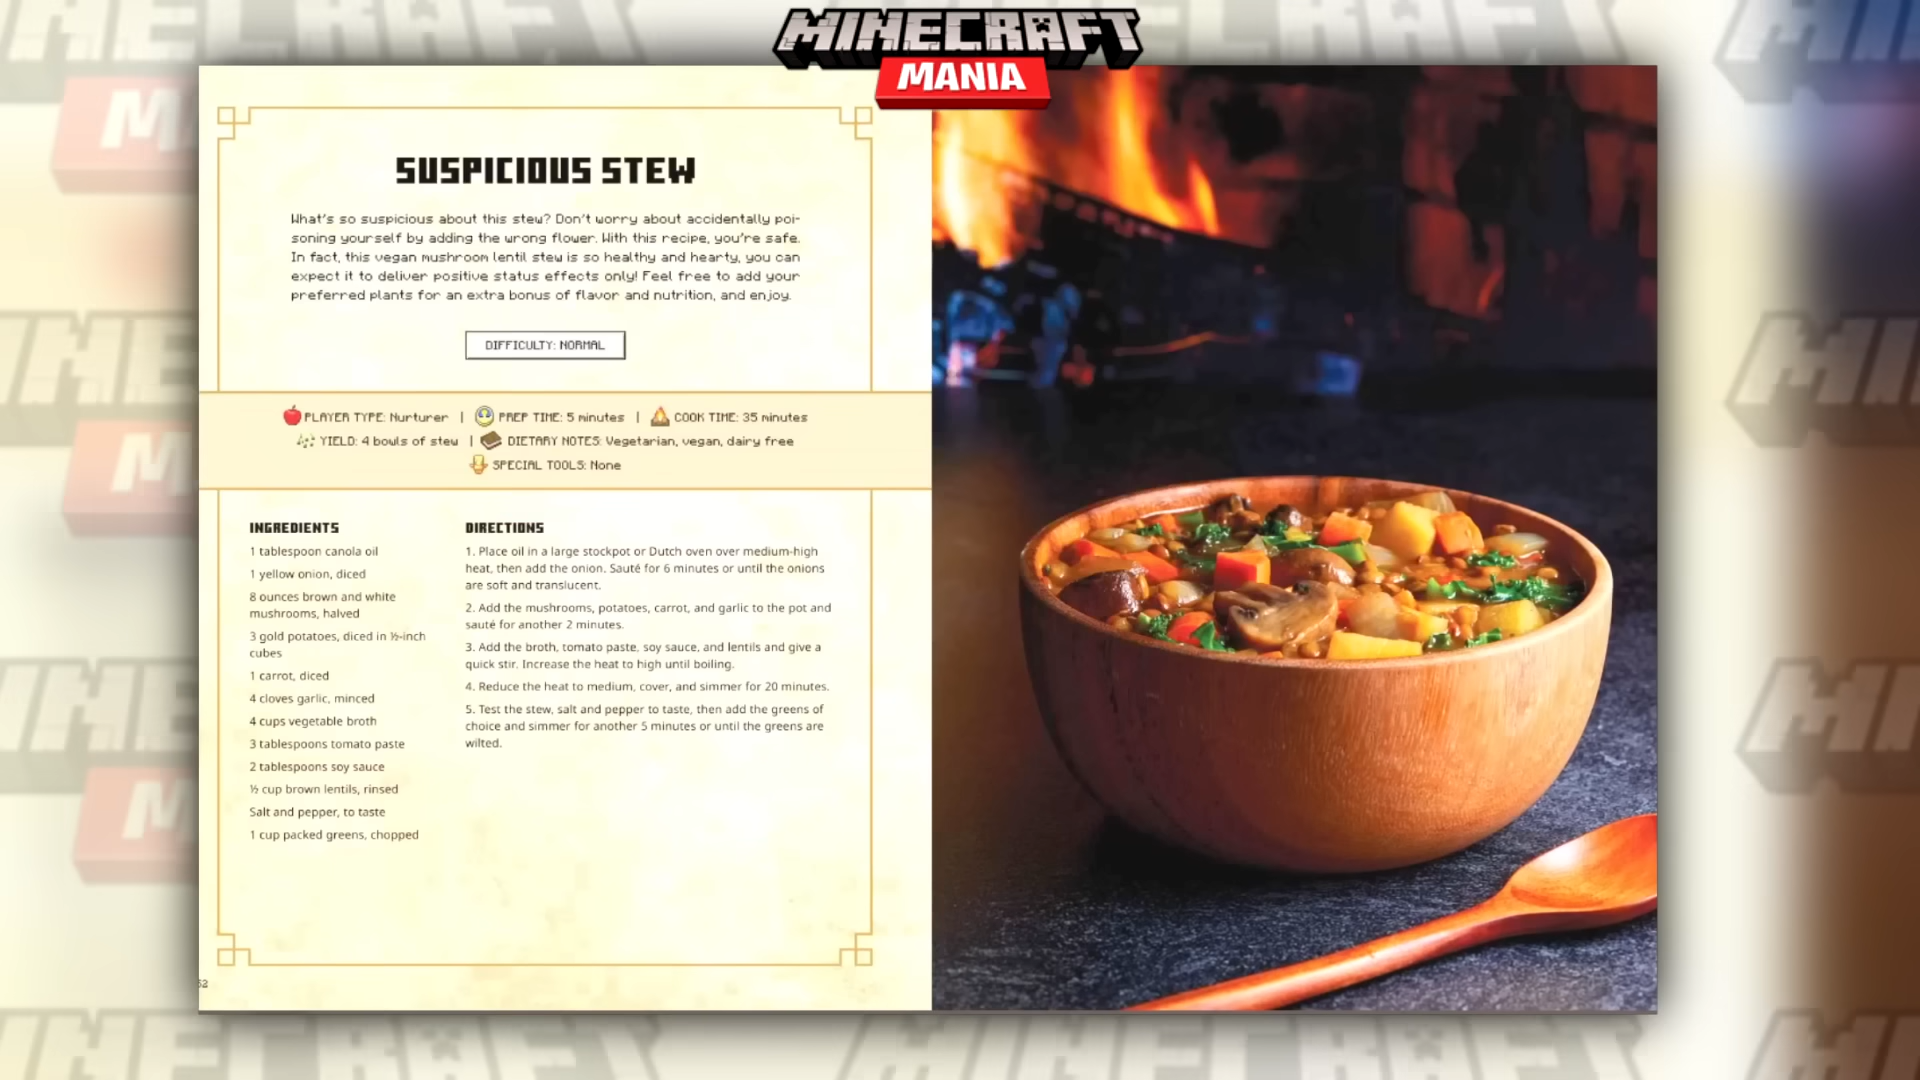 MINECRAFT
MANIA
SUSPICIOUS STEW
What's so suspicious about this stew? Don't worry about accidentally poi-
soning yourself by adding the wrong flower. With this recipe, you're safe.
In fact, this vegan mushroom lentil stew is so healthy and hearty, you can
expect it to deliver positive status effects only! Feel free to add your
preferred plants for an extra bonus of flavor and nutrition, and enjoy.
DIFFICULTY: NORMAL
PLAYER TYPE: Nurturer | PREP TIME: 5 minutes | COOK TIME: 35 minutes
YIELD: 4 bowls of stew | DIETARY NOTES: Vegetarian, vegan, dairy free
SPECIAL TOOLS: None
INGREDIENTS
1 tablespoon canola oil
1 yellow onion, diced
8 ounces brown and white
mushrooms, halved
3 gold potatoes, diced in ½-inch
cubes
1 carrot, diced
4 cloves garlic, minced
4 cups vegetable broth
3 tablespoons tomato paste
2 tablespoons soy sauce
½ cup brown lentils, rinsed
Salt and pepper, to taste
1 cup packed greens, chopped
DIRECTIONS
1. Place oil in a large stockpot or Dutch oven over medium-high
heat, then add the onion. Sauté for 6 minutes or until the onions
are soft and translucent.
2. Add the mushrooms, potatoes, carrot, and garlic to the pot and
sauté for another 2 minutes.
3. Add the broth, tomato paste, soy sauce, and lentils and give a
quick stir. Increase the heat to high until boiling.
4. Reduce the heat to medium, cover, and simmer for 20 minutes.
5. Test the stew, salt and pepper to taste, then add the greens of
choice and simmer for another 5 minutes or until the greens are
wilted.